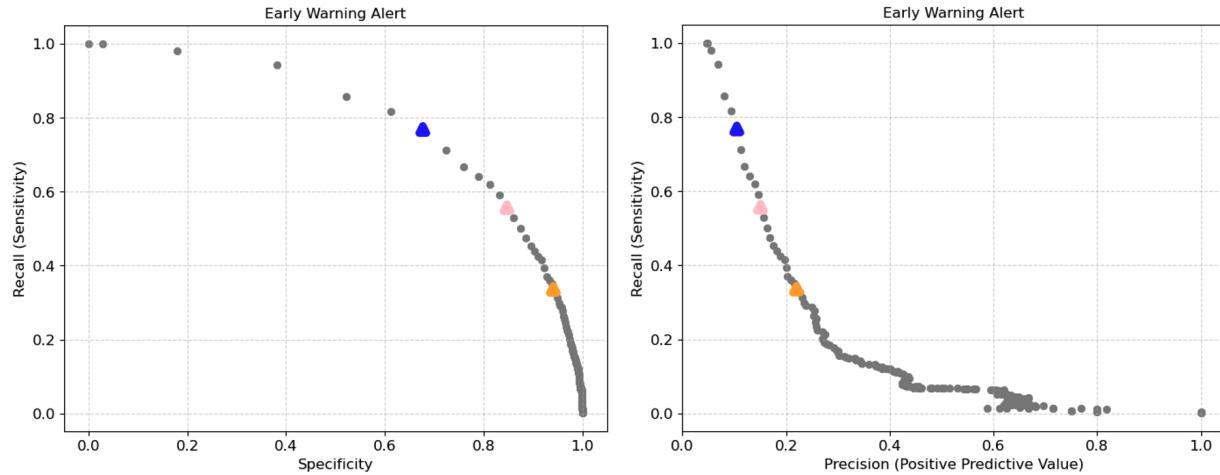 Early Warning Alert
1.0
0.8
0.6
0.4
0.2
0.0
Recall (Sensitivity)
0.0 0.2 0.4 0.6 0.8 1.0
Specificity
Early Warning Alert
1.0
0.8
0.6
0.4
0.2
0.0
Recall (Sensitivity)
0.0 0.2 0.4 0.6 0.8 1.0
Precision (Positive Predictive Value)